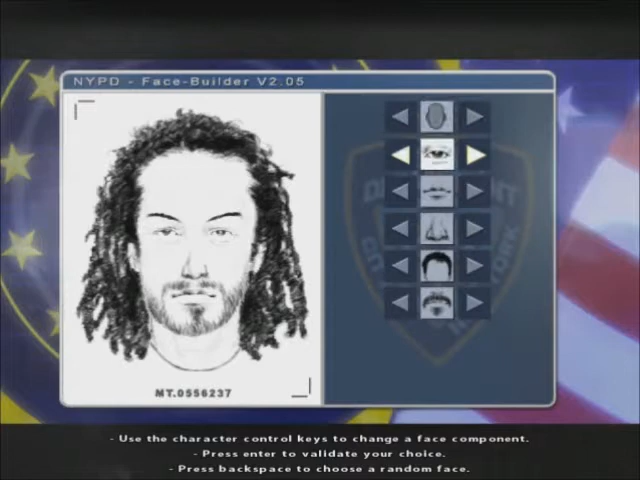 NYPD - Face-Builder V2.05
MT.0556237
- Use the character control keys to change a face component.
- Press enter to validate your choice.
- Press backspace to choose a random face.